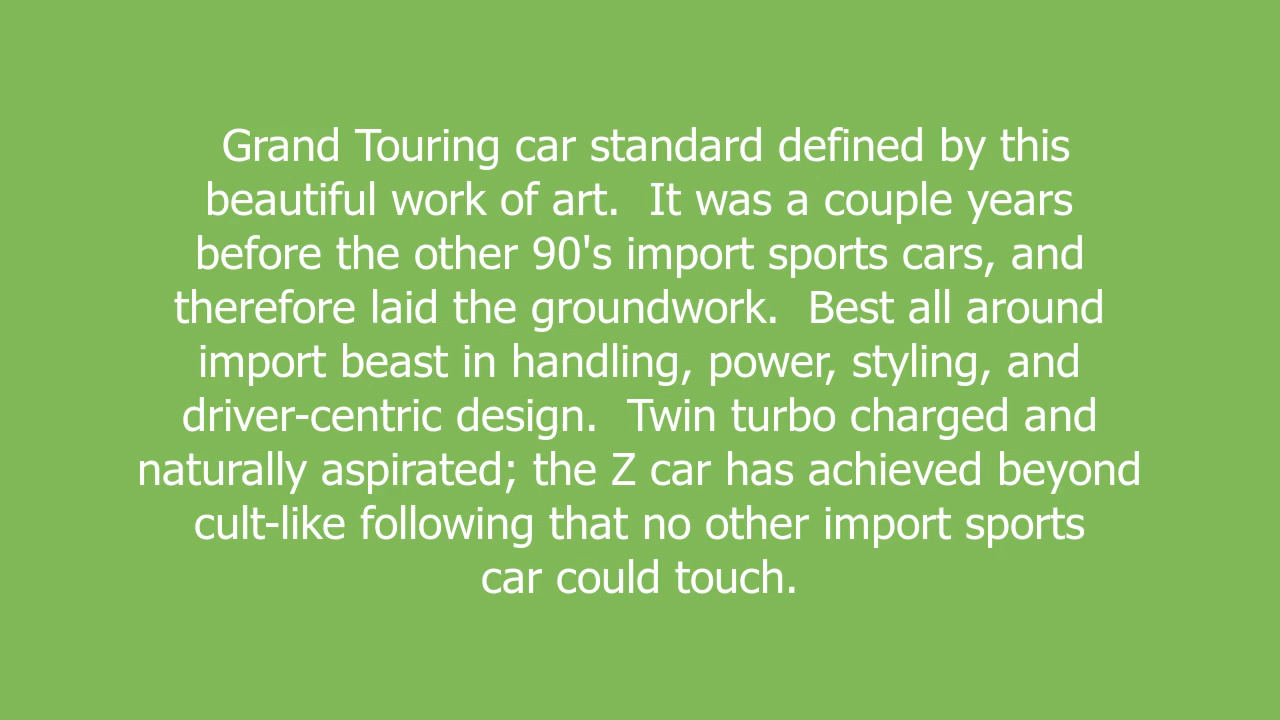 Grand Touring car standard defined by this
beautiful work of art.  It was a couple years
before the other 90's import sports cars, and
therefore laid the groundwork.  Best all around
import beast in handling, power, styling, and
driver-centric design.  Twin turbo charged and
naturally aspirated; the Z car has achieved beyond
cult-like following that no other import sports
car could touch.